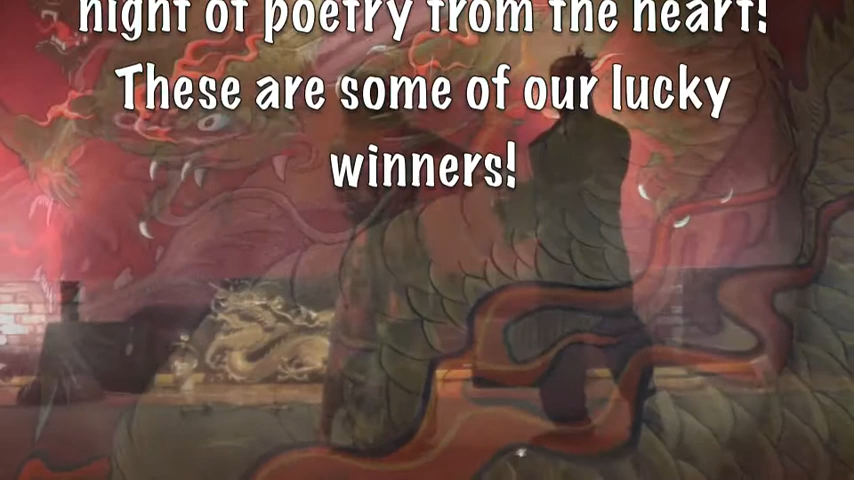 night of poetry from the heart!
These are some of our lucky
winners!